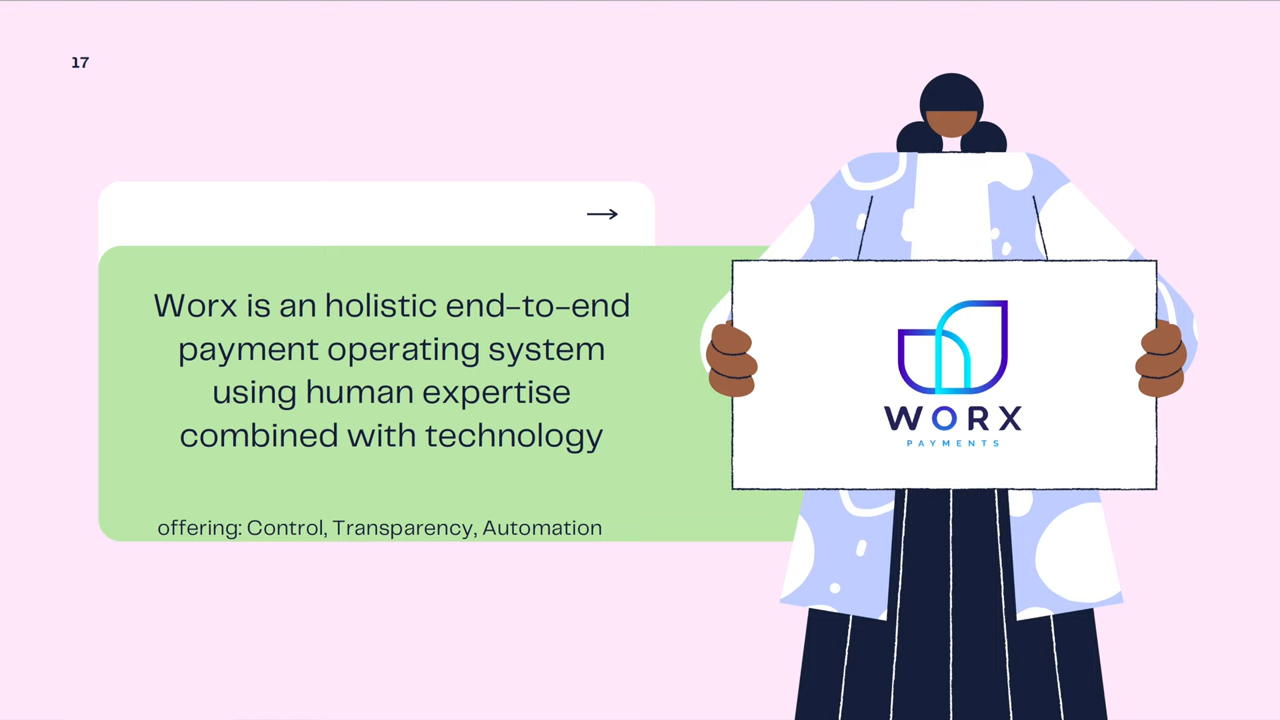 17
Worx is an holistic end-to-end
payment operating system
using human expertise
combined with technology
offering: Control, Transparency, Automation
WORX
PAYMENTS